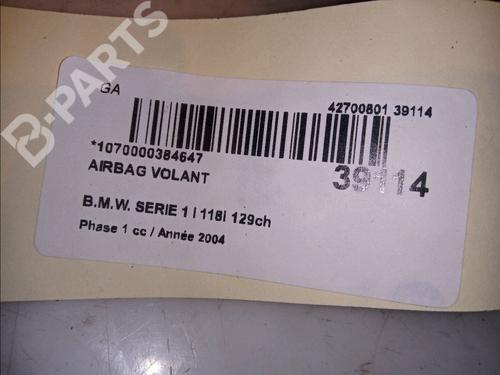 B-PARTS
GA
42700801 39114
*1070000384647
39114
AIRBAG VOLANT
B.M.W. SERIE 1 I 118i 129ch
Phase 1 cc / Année 2004